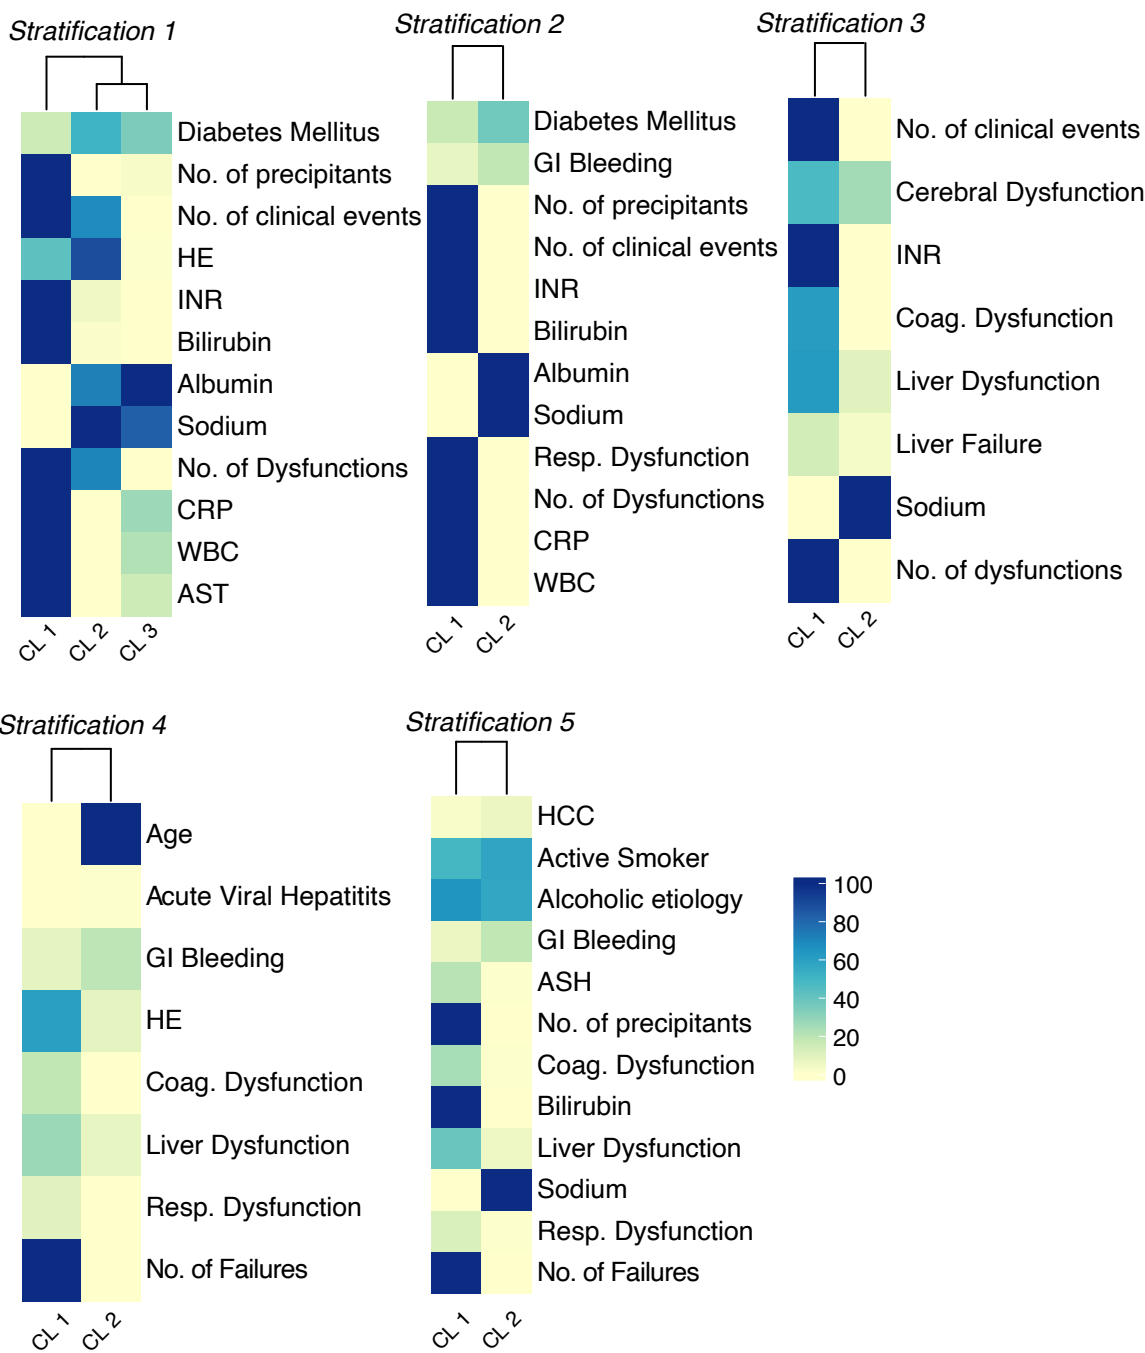 Stratification 1
Diabetes Mellitus
No. of precipitants
No. of clinical events
HE
INR
Bilirubin
Albumin
Sodium
No. of Dysfunctions
CRP
WBC
AST
CL 1
CL 2
CL 3
Stratification 2
Diabetes Mellitus
GI Bleeding
No. of precipitants
No. of clinical events
INR
Bilirubin
Albumin
Sodium
Resp. Dysfunction
No. of Dysfunctions
CRP
WBC
CL 1
CL 2
Stratification 3
No. of clinical events
Cerebral Dysfunction
INR
Coag. Dysfunction
Liver Dysfunction
Liver Failure
Sodium
No. of dysfunctions
CL 1
CL 2
Stratification 4
Age
Acute Viral Hepatitits
GI Bleeding
HE
Coag. Dysfunction
Liver Dysfunction
Resp. Dysfunction
No. of Failures
CL 1
CL 2
Stratification 5
HCC
Active Smoker
Alcoholic etiology
GI Bleeding
ASH
No. of precipitants
Coag. Dysfunction
Bilirubin
Liver Dysfunction
Sodium
Resp. Dysfunction
No. of Failures
CL 1
CL 2
100
80
60
40
20
0